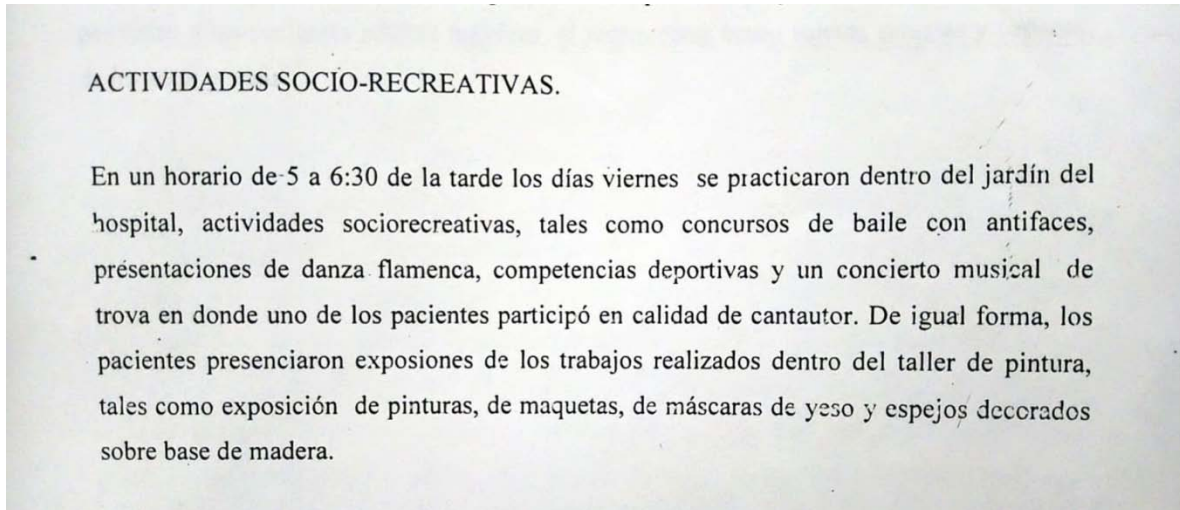 ACTIVIDADES SOCIO-RECREATIVAS.
En un horario de 5 a 6:30 de la tarde los días viernes se practicaron dentro del jardín del
hospital, actividades sociorecreativas, tales como concursos de baile con antifaces,
presentaciones de danza flamenca, competencias deportivas y un concierto musical de
trova en donde uno de los pacientes participó en calidad de cantautor. De igual forma, los
pacientes presenciaron exposiones de los trabajos realizados dentro del taller de pintura,
tales como exposición de pinturas, de maquetas, de máscaras de yeso y espejos decorados
sobre base de madera.